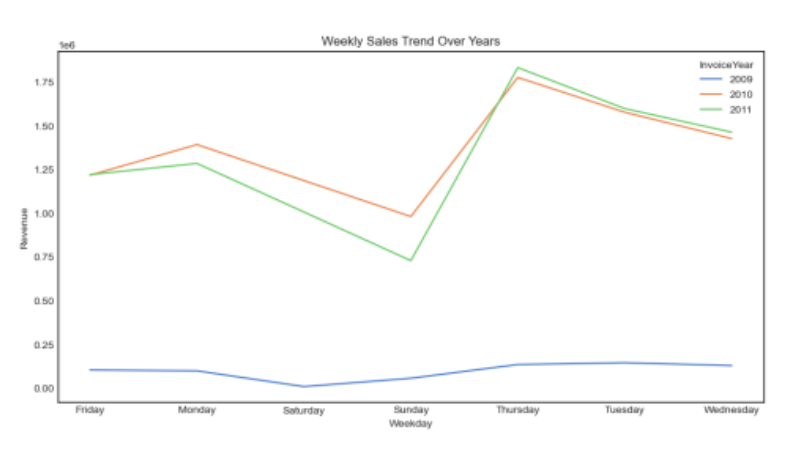 Weekly Sales Trend Over Years
1e6
InvoiceYear
2009
2010
2011
1.75
1.50
1.25
1.00
0.75
0.50
0.25
0.00
Revenue
Friday Monday Saturday Sunday Thursday Tuesday Wednesday
Weekday